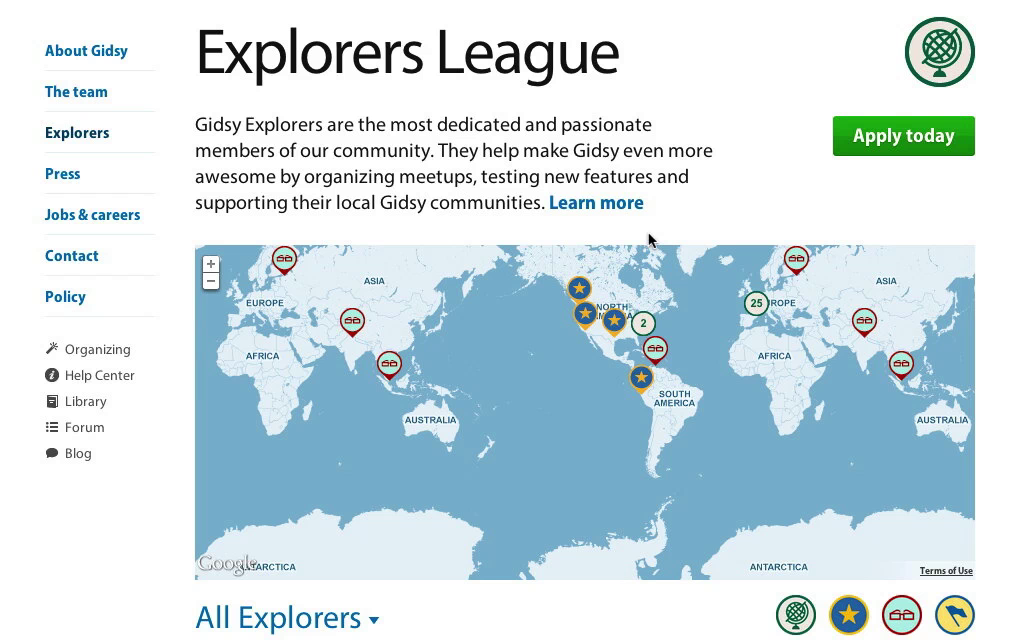 About Gidsy
The team
Explorers
Press
Jobs & careers
Contact
Policy
Organizing
Help Center
Library
Forum
Blog
Explorers League
Gidsy Explorers are the most dedicated and passionate
members of our community. They help make Gidsy even more
awesome by organizing meetups, testing new features and
supporting their local Gidsy communities. Learn more
Apply today
+
−
EUROPE
ASIA
AFRICA
AUSTRALIA
NORTH
2
SOUTH
AMERICA
25
ASIA
AFRICA
AUSTRALIA
Google
ANTARCTICA
Terms of Use
All Explorers